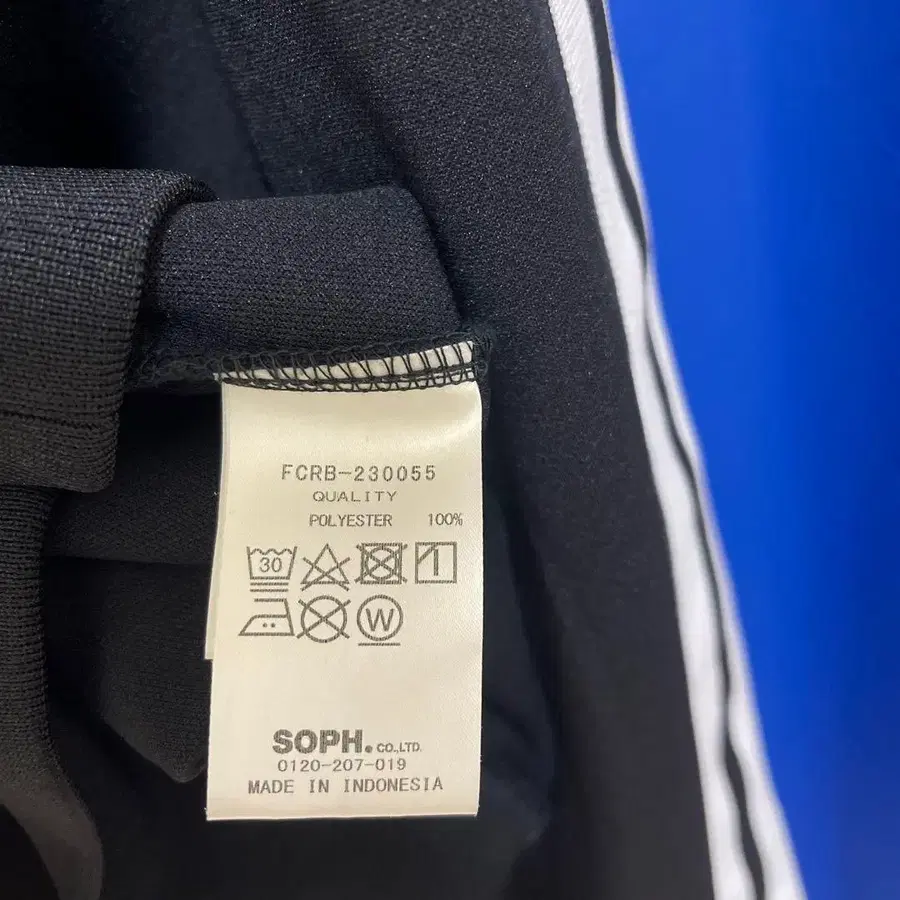 FCRB-230055
QUALITY
POLYESTER 100%
30
W
SOPH. CO.,LTD.
0120-207-019
MADE IN INDONESIA